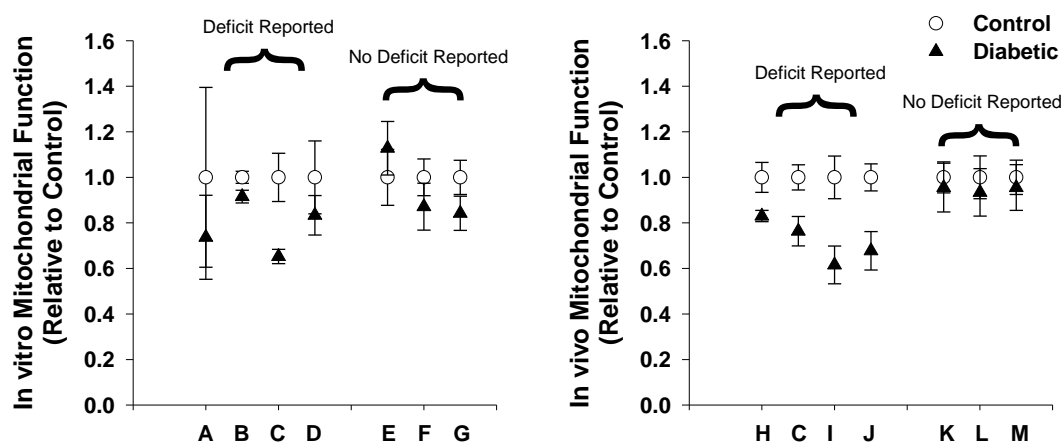 Control
Diabetic
Deficit Reported
No Deficit Reported
In vitro Mitochondrial Function
(Relative to Control)
1.6
1.4
1.2
1.0
0.8
0.6
0.4
0.2
0.0
A B C D E F G
Deficit Reported
No Deficit Reported
In vivo Mitochondrial Function
(Relative to Control)
1.6
1.4
1.2
1.0
0.8
0.6
0.4
0.2
0.0
H C I J K L M